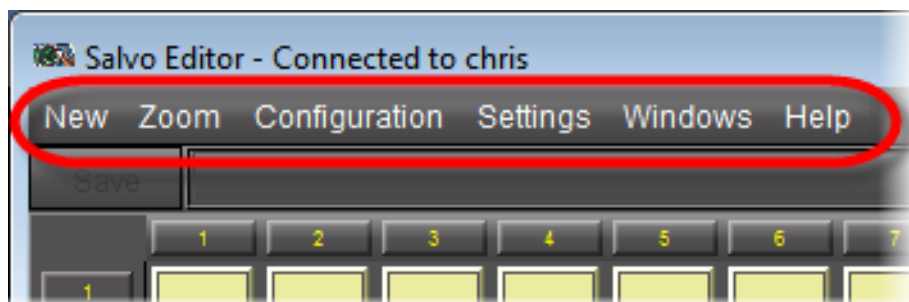 Salvo Editor - Connected to chris
New Zoom Configuration Settings Windows Help
Save
1 2 3 4 5 6 7
1